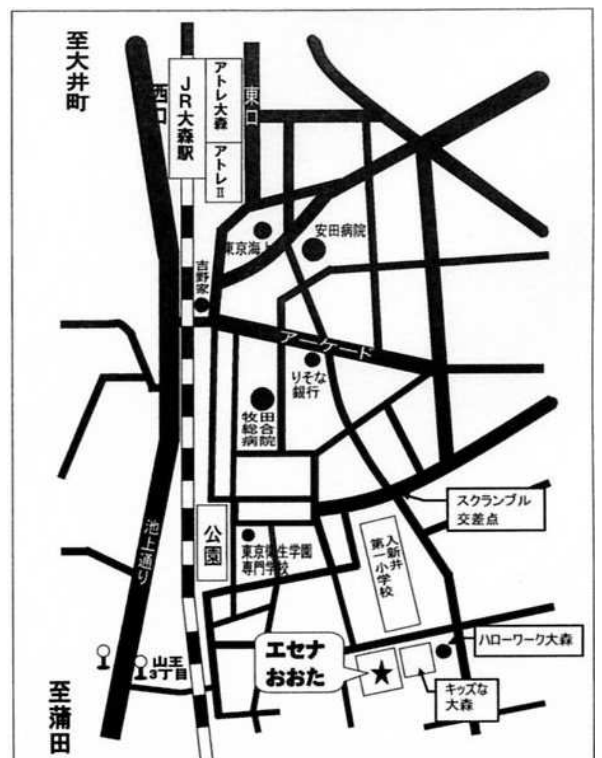 至大井町
西口
JR大森駅
アトレ大森
アトレⅡ
東口
東京海上
安田病院
吉野家
アーケード
りそな
銀行
牧田
総合
病院
スクランブル
交差点
公園
東京衛生学園
専門学校
入新井
第一小学校
池上通り
ハローワーク大森
エセナ
おおた
キッズな
大森
山王
3丁目
至蒲田